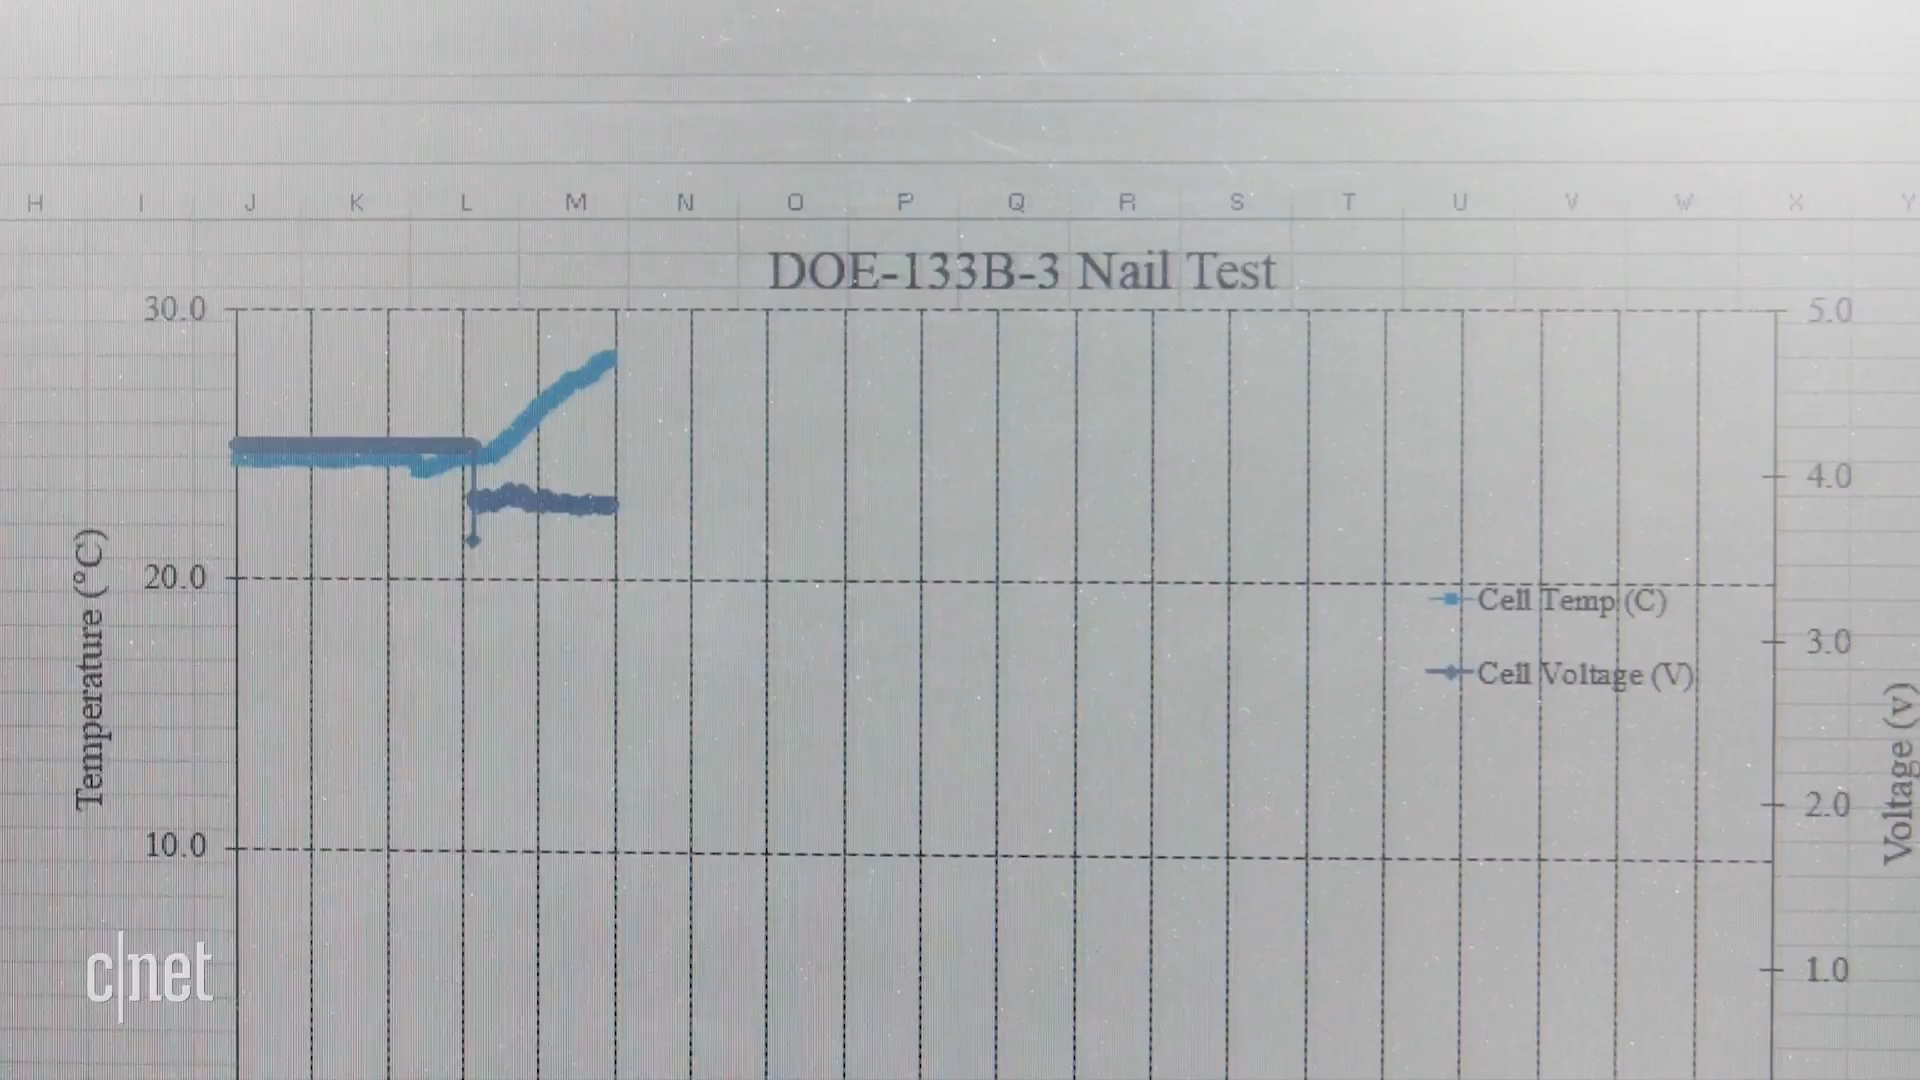 H I J K L M N O P Q R S T U V W X Y
DOE-133B-3 Nail Test
30.0
20.0
10.0
Temperature (°C)
5.0
4.0
3.0
2.0
1.0
Voltage (v)
Cell Temp (C)
Cell Voltage (V)
c|net